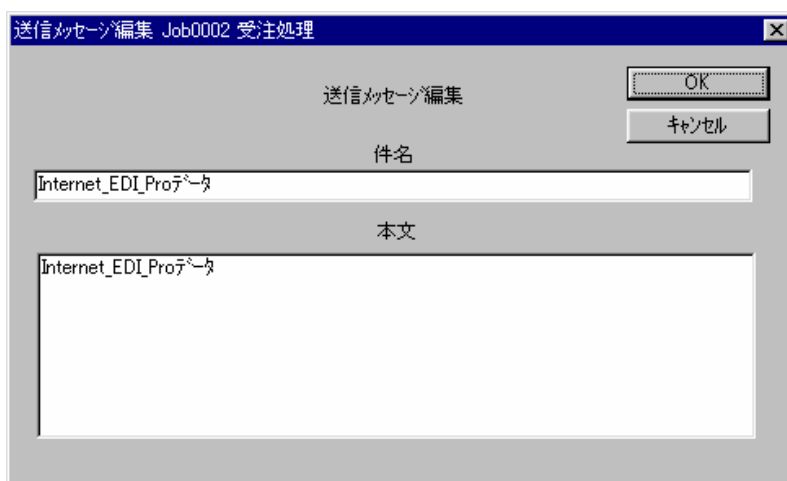 送信ﾒｯｾｰｼﾞ編集 Job0002 受注処理
送信ﾒｯｾｰｼﾞ編集
OK
ｷｬﾝｾﾙ
件名
Internet_EDI_Proﾃﾞｰﾀ
本文
Internet_EDI_Proﾃﾞｰﾀ